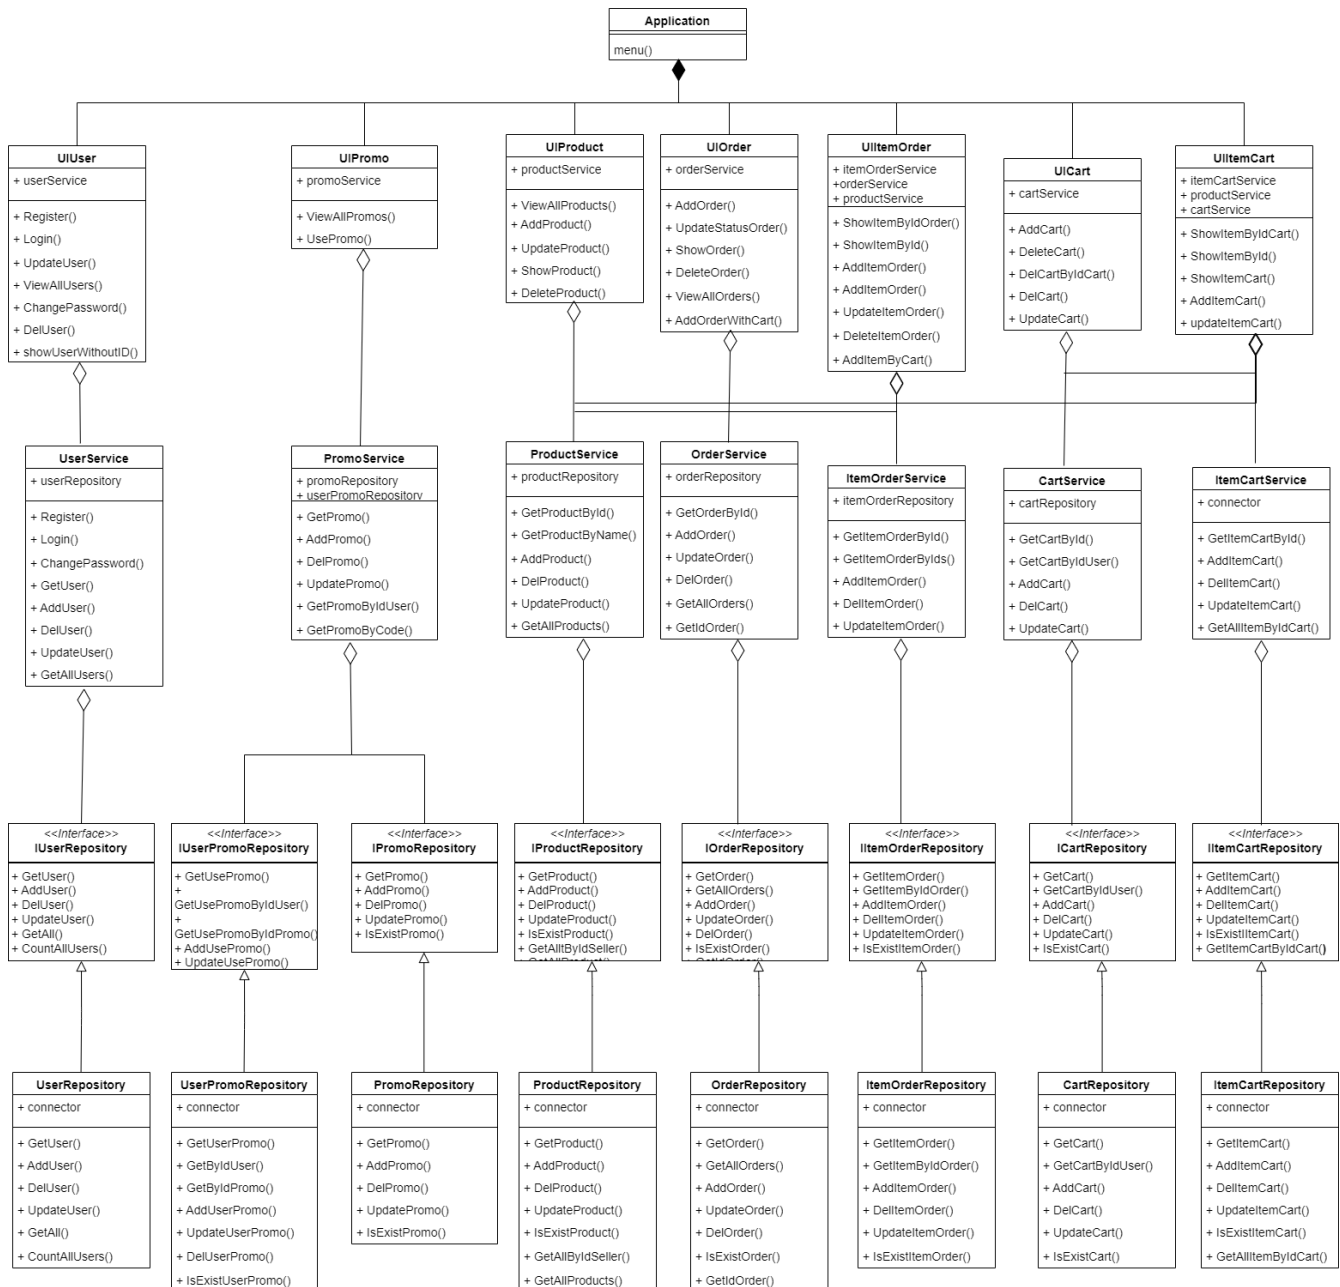 Application
menu()
UIUser
+ userService
+ Register()
+ Login()
+ UpdateUser()
+ ViewAllUsers()
+ ChangePassword()
+ DelUser()
+ showUserWithoutID()
UIPromo
+ promoService
+ ViewAllPromos()
+ UsePromo()
UIProduct
+ productService
+ ViewAllProducts()
+ AddProduct()
+ UpdateProduct()
+ ShowProduct()
+ DeleteProduct()
UIOrder
+ orderService
+ AddOrder()
+ UpdateStatusOrder()
+ ShowOrder()
+ DeleteOrder()
+ ViewAllOrders()
+ AddOrderWithCart()
UIItemOrder
+ itemOrderService
+orderService
+ productService
+ ShowItemByIdOrder()
+ ShowItemById()
+ AddItemOrder()
+ AddItemOrder()
+ UpdateItemOrder()
+ DeleteItemOrder()
+ AddItemByCart()
UICart
+ cartService
+ AddCart()
+ DeleteCart()
+ DelCartByIdCart()
+ DelCart()
+ UpdateCart()
UIItemCart
+ itemCartService
+ productService
+ cartService
+ ShowItemByIdCart()
+ ShowItemById()
+ ShowItemCart()
+ AddItemCart()
+ updateItemCart()
UserService
+ userRepository
+ Register()
+ Login()
+ ChangePassword()
+ GetUser()
+ AddUser()
+ DelUser()
+ UpdateUser()
+ GetAllUsers()
PromoService
+ promoRepository
+ userPromoRepository
+ GetPromo()
+ AddPromo()
+ DelPromo()
+ UpdatePromo()
+ GetPromoByIdUser()
+ GetPromoByCode()
ProductService
+ productRepository
+ GetProductById()
+ GetProductByName()
+ AddProduct()
+ DelProduct()
+ UpdateProduct()
+ GetAllProducts()
OrderService
+ orderRepository
+ GetOrderById()
+ AddOrder()
+ UpdateOrder()
+ DelOrder()
+ GetAllOrders()
+ GetIdOrder()
ItemOrderService
+ itemOrderRepository
+ GetItemOrderById()
+ GetItemOrderByIds()
+ AddItemOrder()
+ DelItemOrder()
+ UpdateItemOrder()
CartService
+ cartRepository
+ GetCartById()
+ GetCartByIdUser()
+ AddCart()
+ DelCart()
+ UpdateCart()
ItemCartService
+ connector
+ GetItemCartById()
+ AddItemCart()
+ DelItemCart()
+ UpdateItemCart()
+ GetAllItemByIdCart()
<<Interface>>
IUserRepository
+ GetUser()
+ AddUser()
+ DelUser()
+ UpdateUser()
+ GetAll()
+ CountAllUsers()
<<Interface>>
IUserPromoRepository
+ GetUsePromo()
+
GetUsePromoByIdUser()
+
GetUsePromoByIdPromo()
+ AddUsePromo()
+ UpdateUsePromo()
<<Interface>>
IPromoRepository
+ GetPromo()
+ AddPromo()
+ DelPromo()
+ UpdatePromo()
+ IsExistPromo()
<<Interface>>
IProductRepository
+ GetProduct()
+ AddProduct()
+ DelProduct()
+ UpdateProduct()
+ IsExistProduct()
+ GetAlltByIdSeller()
+ GetAllProduct()
<<Interface>>
IOrderRepository
+ GetOrder()
+ GetAllOrders()
+ AddOrder()
+ UpdateOrder()
+ DelOrder()
+ IsExistOrder()
+ GetIdOrder()
<<Interface>>
IItemOrderRepository
+ GetItemOrder()
+ GetItemByIdOrder()
+ AddItemOrder()
+ DelItemOrder()
+ UpdateItemOrder()
+ IsExistItemOrder()
<<Interface>>
ICartRepository
+ GetCart()
+ GetCartByIdUser()
+ AddCart()
+ DelCart()
+ UpdateCart()
+ IsExistCart()
<<Interface>>
IItemCartRepository
+ GetItemCart()
+ AddItemCart()
+ DelItemCart()
+ UpdateItemCart()
+ IsExistlItemCart()
+ GetItemCartByIdCart()
UserRepository
+ connector
+ GetUser()
+ AddUser()
+ DelUser()
+ UpdateUser()
+ GetAll()
+ CountAllUsers()
UserPromoRepository
+ connector
+ GetUserPromo()
+ GetByIdUser()
+ GetByIdPromo()
+ AddUserPromo()
+ UpdateUserPromo()
+ DelUserPromo()
+ IsExistUserPromo()
PromoRepository
+ connector
+ GetPromo()
+ AddPromo()
+ DelPromo()
+ UpdatePromo()
+ IsExistPromo()
ProductRepository
+ connector
+ GetProduct()
+ AddProduct()
+ DelProduct()
+ UpdateProduct()
+ IsExistProduct()
+ GetAllByIdSeller()
+ GetAllProducts()
OrderRepository
+ connector
+ GetOrder()
+ GetAllOrders()
+ AddOrder()
+ UpdateOrder()
+ DelOrder()
+ IsExistOrder()
+ GetIdOrder()
ItemOrderRepository
+ connector
+ GetItemOrder()
+ GetItemByIdOrder()
+ AddItemOrder()
+ DelItemOrder()
+ UpdateItemOrder()
+ IsExistItemOrder()
CartRepository
+ connector
+ GetCart()
+ GetCartByIdUser()
+ AddCart()
+ DelCart()
+ UpdateCart()
+ IsExistCart()
ItemCartRepository
+ connector
+ GetItemCart()
+ AddItemCart()
+ DelItemCart()
+ UpdateItemCart()
+ IsExistItemCart()
+ GetAllItemByIdCart()